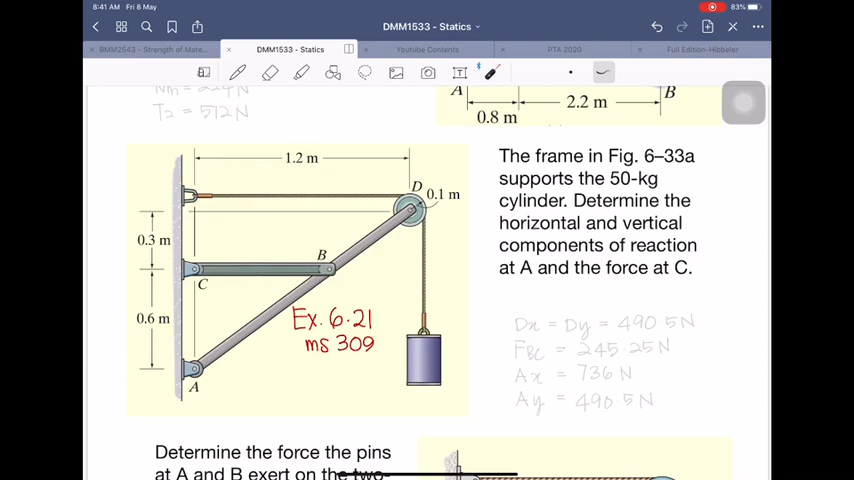 8:41 AM Fri 8 May
83%
DMM1533 - Statics
BMM2543 - Strength of Mate...
DMM1533 - Statics
Youtube Contents
PTA 2020
Full Edition-Hibbeler
Nm = 224N
T2 = 512N
A
B
0.8 m
2.2 m
1.2 m
D
0.1 m
0.3 m
B
C
0.6 m
A
Ex. 6.21
ms 309
The frame in Fig. 6–33a
supports the 50-kg
cylinder. Determine the
horizontal and vertical
components of reaction
at A and the force at C.
Dx = Dy = 490.5N
FBC = 245.25N
Ax = 736 N
Ay = 490.5N
Determine the force the pins
at A and B exert on the two-